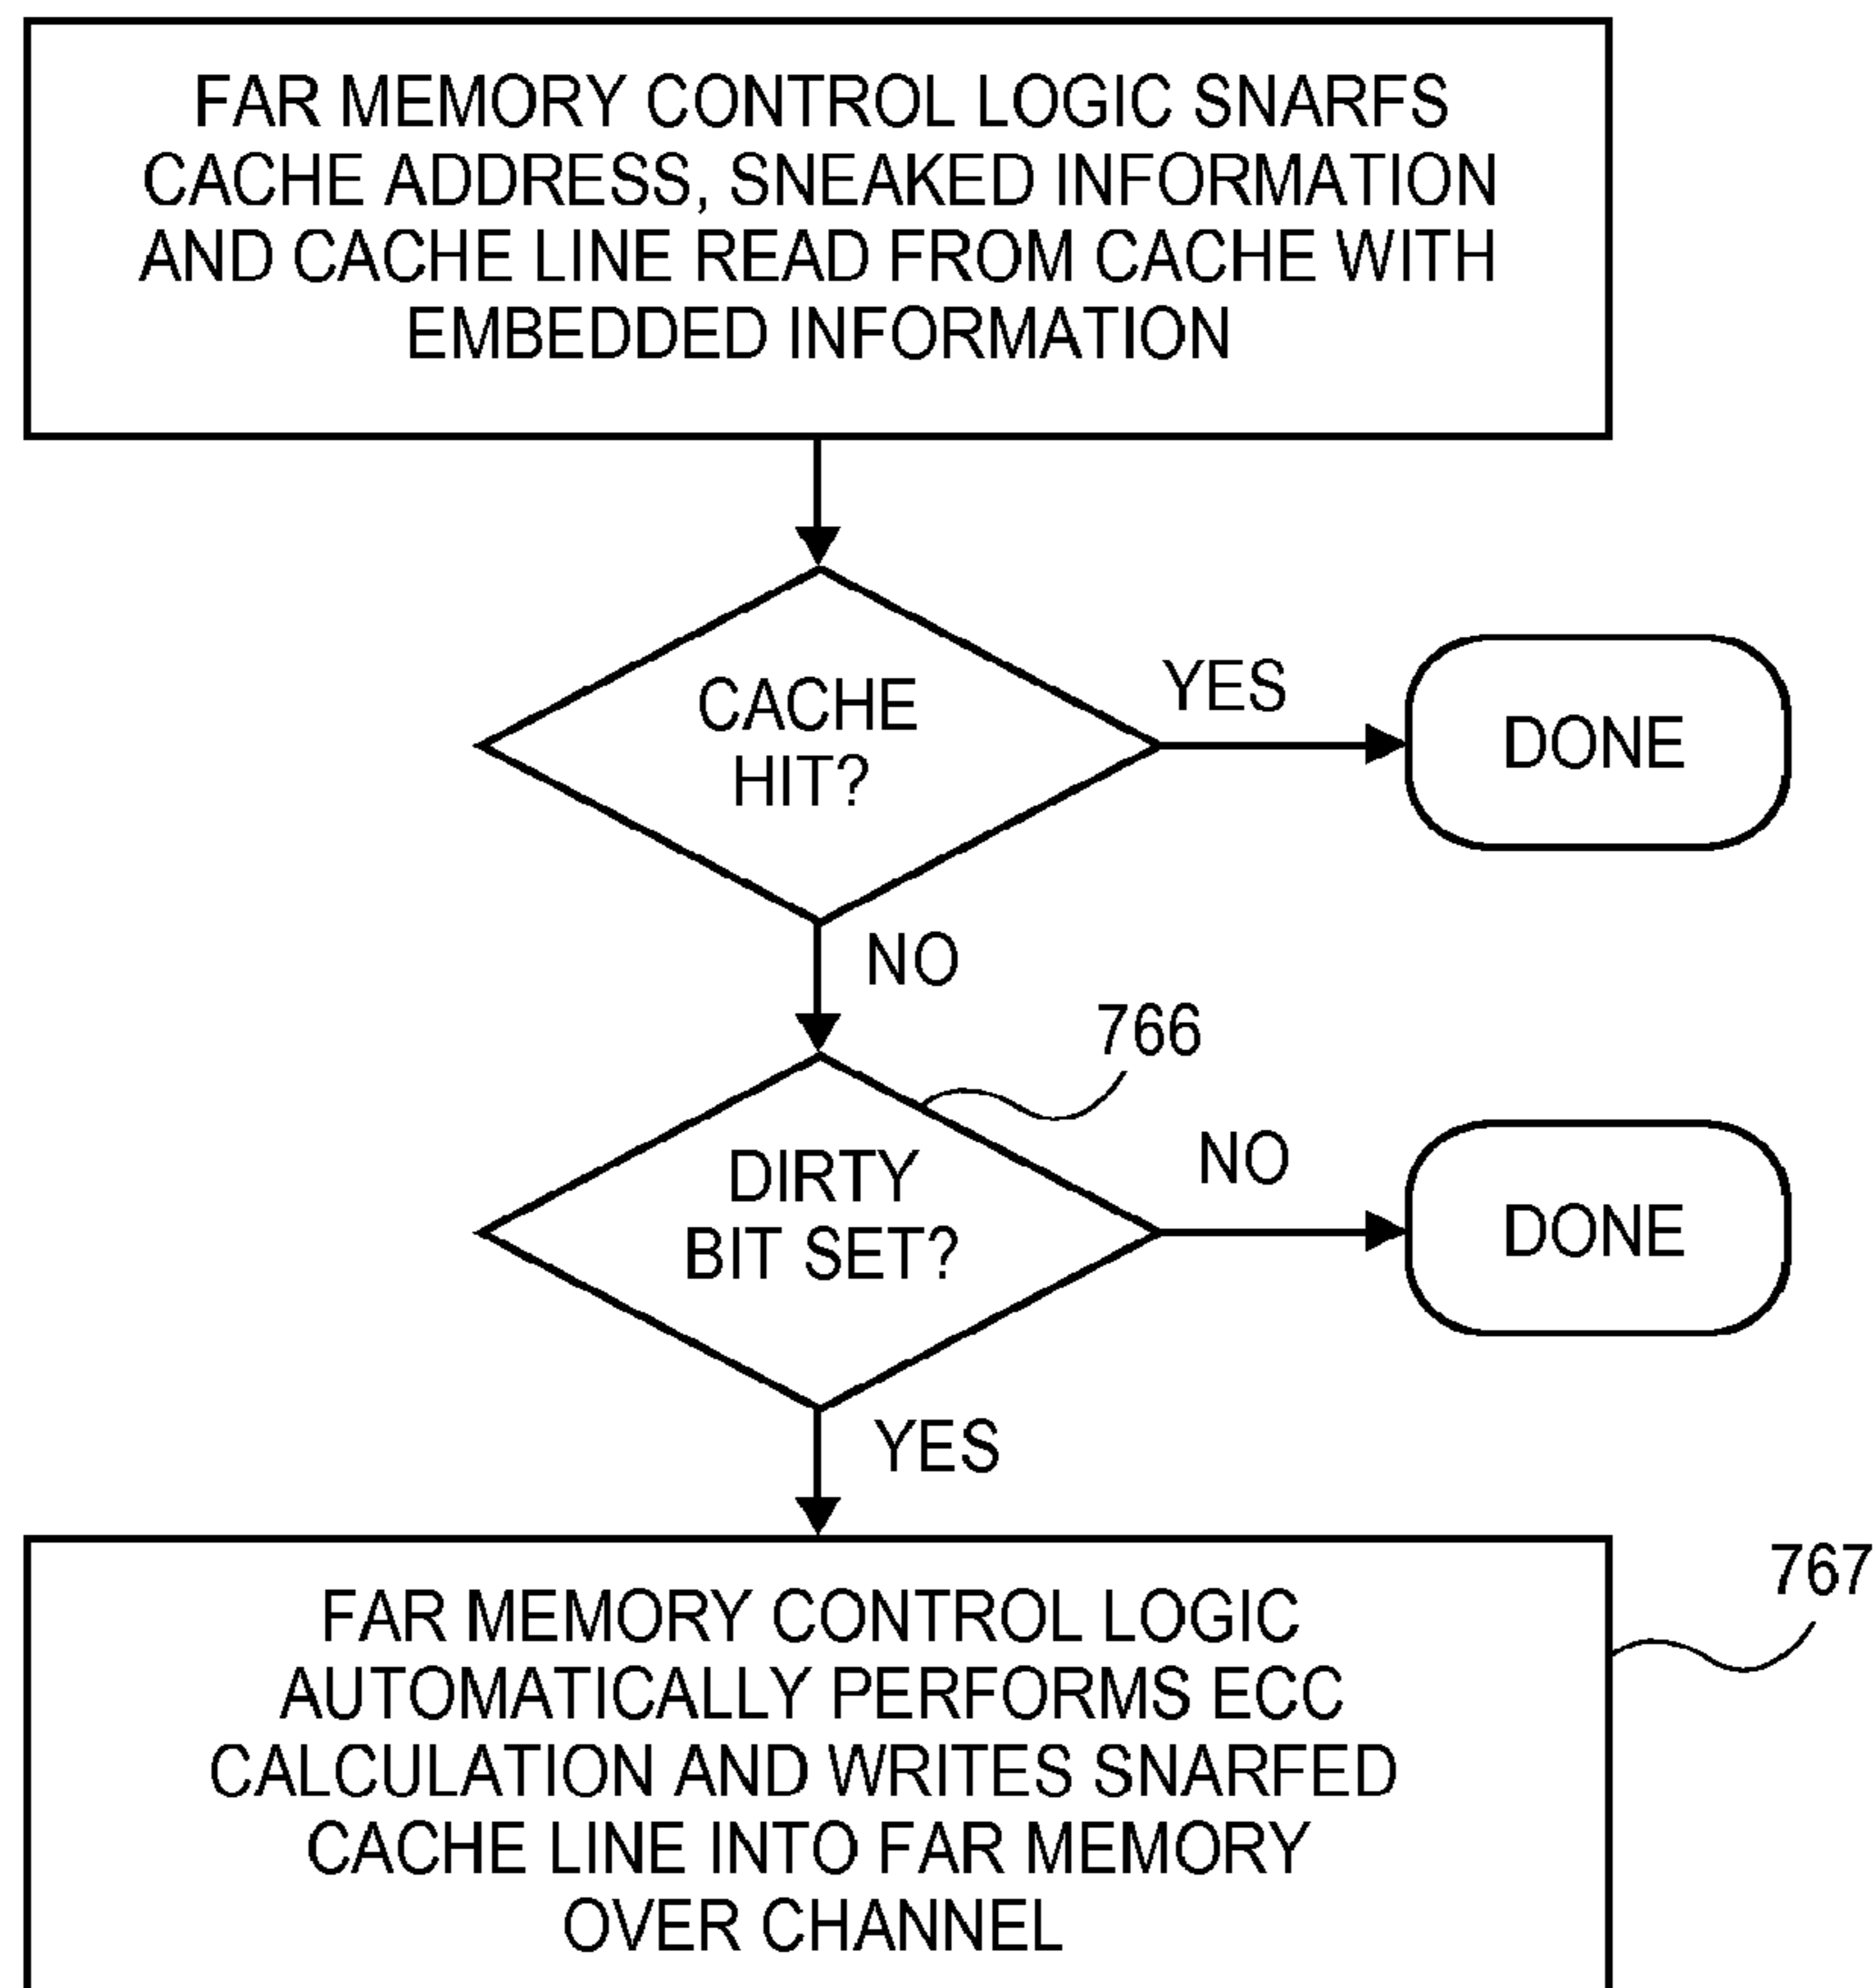 FAR MEMORY CONTROL LOGIC SNARFS
CACHE ADDRESS, SNEAKED INFORMATION
AND CACHE LINE READ FROM CACHE WITH
EMBEDDED INFORMATION
CACHE
HIT?
YES
DONE
NO
766
DIRTY
BIT SET?
NO
DONE
YES
767
FAR MEMORY CONTROL LOGIC
AUTOMATICALLY PERFORMS ECC
CALCULATION AND WRITES SNARFED
CACHE LINE INTO FAR MEMORY
OVER CHANNEL